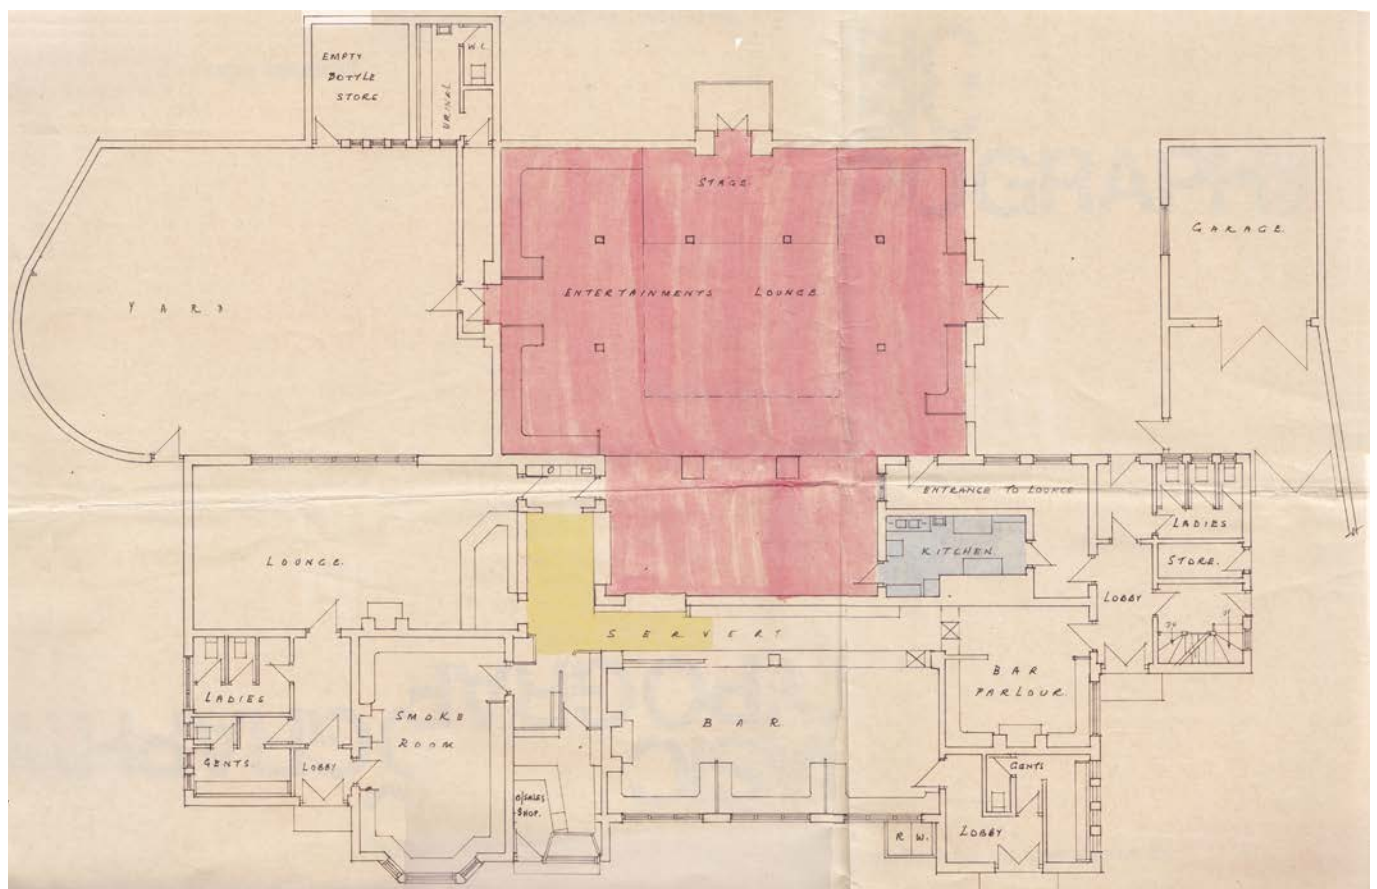 EMPTY
BOTTLE
STORE
URINAL
W.C.
STAGE.
GARAGE.
YARD
ENTERTAINMENTS LOUNGE
ENTRANCE TO LOUNGE
LADIES
KITCHEN.
STORE.
LOUNGE.
LOBBY
SERVERY
UP
BAR
PARLOUR.
LADIES
SMOKE
ROOM
BAR
GENTS.
LOBBY
GENTS
O/SALES
SHOP.
LOBBY
R W.